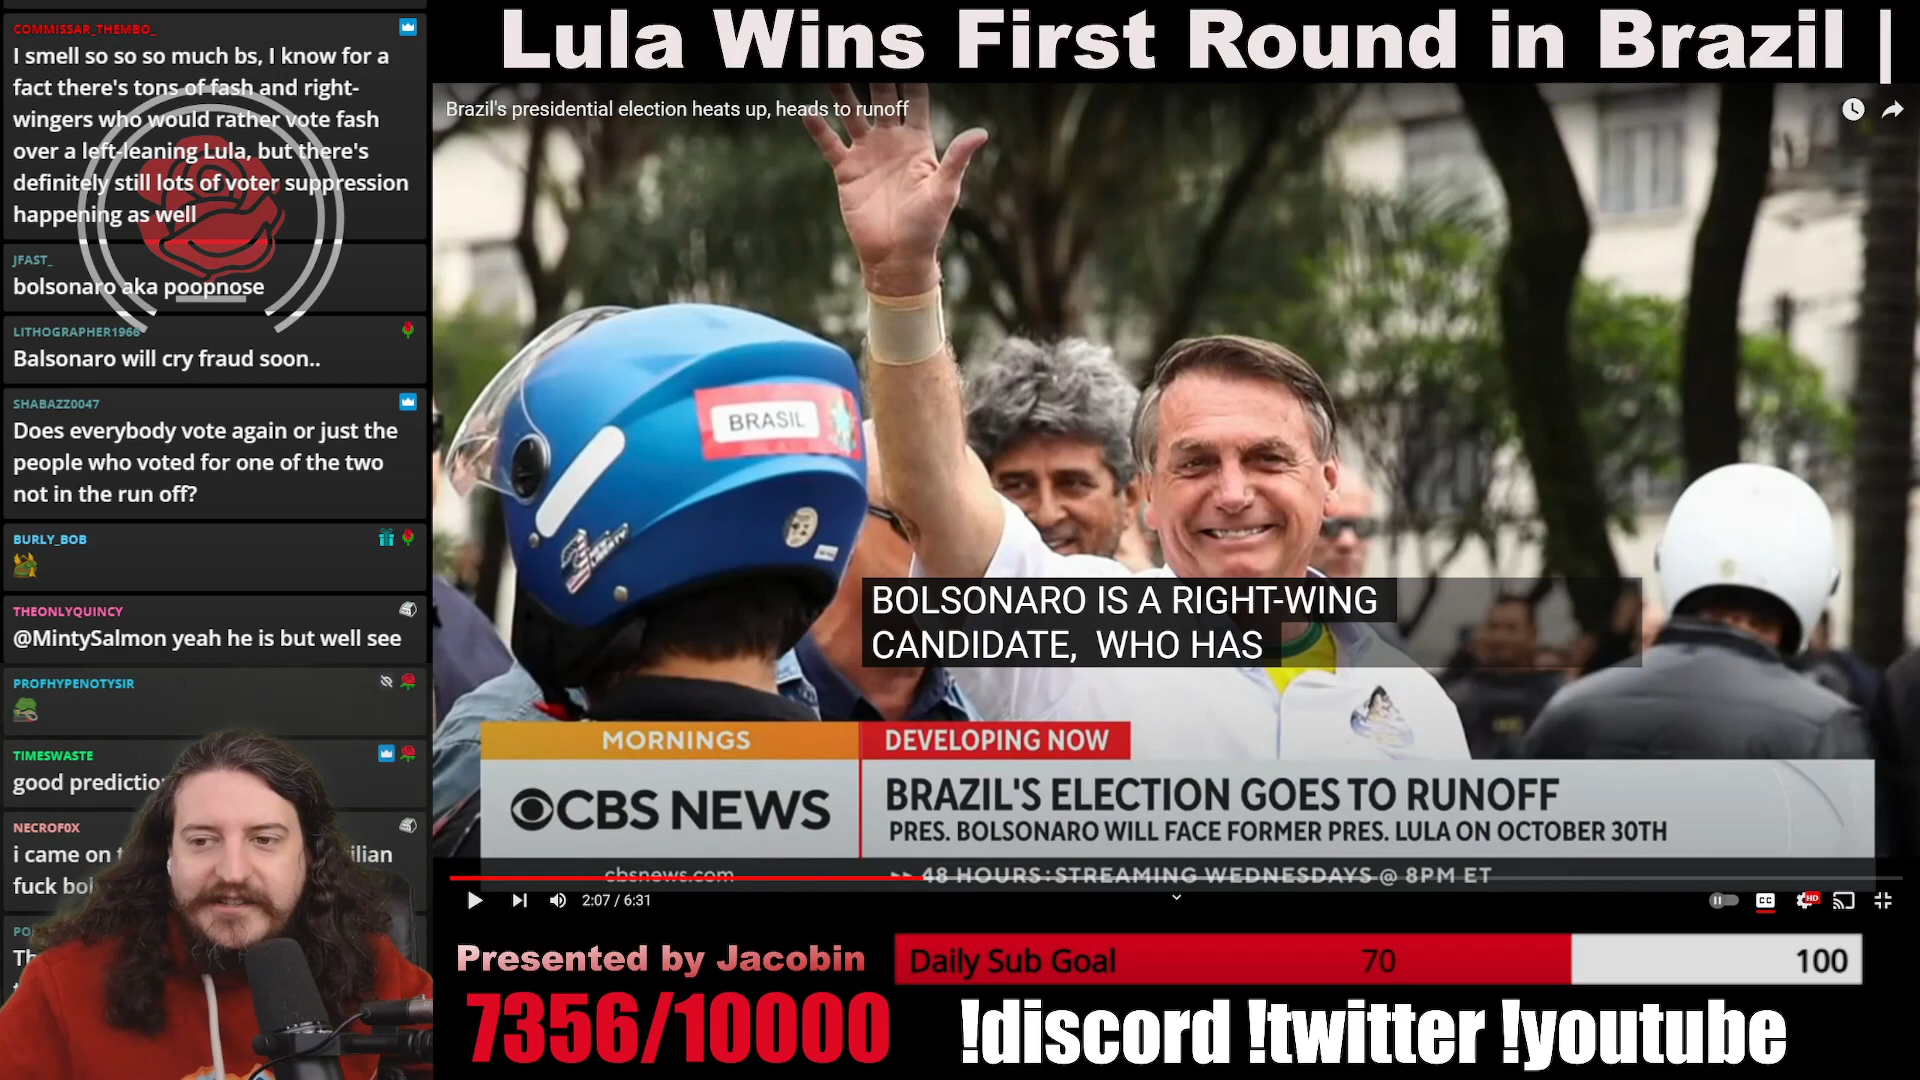 COMMISSAR_THEMBO_
I smell so so so much bs, I know for a
fact there's tons of fash and right-
wingers who would rather vote fash
over a left-leaning Lula, but there's
definitely still lots of voter suppression
happening as well
JFAST_
bolsonaro aka poopnose
LITHOGRAPHER1966
Balsonaro will cry fraud soon..
SHABAZZ0047
Does everybody vote again or just the
people who voted for one of the two
not in the run off?
BURLY_BOB
THEONLYQUINCY
@MintySalmon yeah he is but well see
PROFHYPENOTYSIR
TIMESWASTE
good
NECROF0X
i came on
fuck
Lula Wins First Round in Brazil |
Brazil's presidential election heats up, heads to runoff
BRASIL
BOLSONARO IS A RIGHT-WING
CANDIDATE, WHO HAS
MORNINGS
DEVELOPING NOW
CBS NEWS
BRAZIL'S ELECTION GOES TO RUNOFF
PRES. BOLSONARO WILL FACE FORMER PRES. LULA ON OCTOBER 30TH
cbsnews.com
48 HOURS: STREAMING WEDNESDAYS @ 8PM ET
2:07 / 6:31
CC
HD
Presented by Jacobin
Daily Sub Goal 70 100
7356/10000
!discord !twitter !youtube